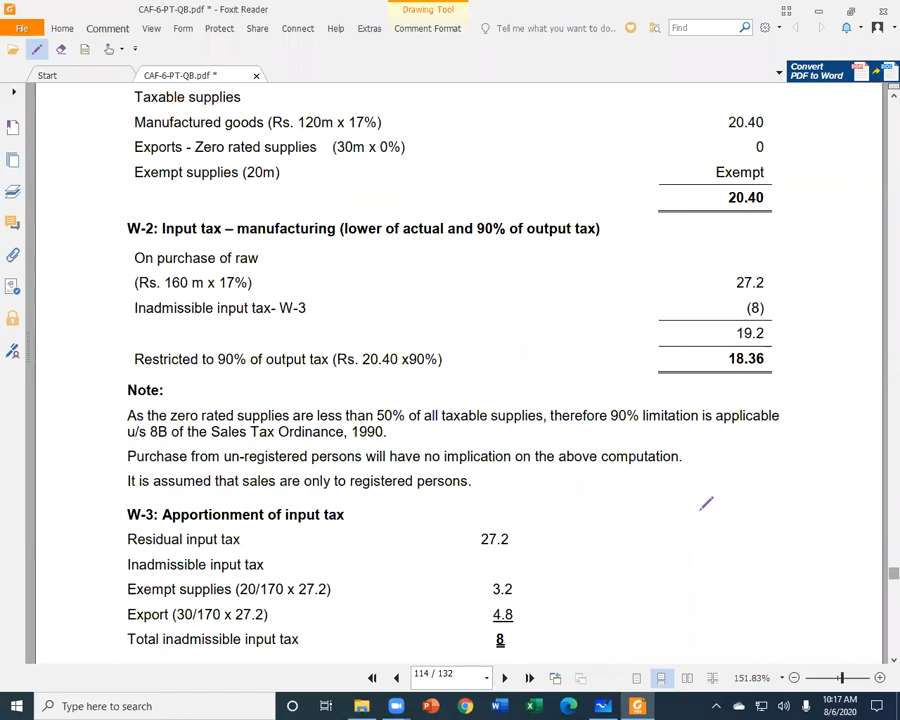 CAF-6-PT-QB.pdf * - Foxit Reader
Drawing Tool
File Home Comment View Form Protect Share Connect Help Extras Comment Format Tell me what you want to do.. Find
Start CAF-6-PT-QB.pdf *
Convert
PDF to Word
Taxable supplies
Manufactured goods (Rs. 120m x 17%) 20.40
Exports - Zero rated supplies (30m x 0%) 0
Exempt supplies (20m) Exempt
20.40
W-2: Input tax – manufacturing (lower of actual and 90% of output tax)
On purchase of raw
(Rs. 160 m x 17%) 27.2
Inadmissible input tax- W-3 (8)
19.2
Restricted to 90% of output tax (Rs. 20.40 x90%) 18.36
Note:
As the zero rated supplies are less than 50% of all taxable supplies, therefore 90% limitation is applicable
u/s 8B of the Sales Tax Ordinance, 1990.
Purchase from un-registered persons will have no implication on the above computation.
It is assumed that sales are only to registered persons.
W-3: Apportionment of input tax
Residual input tax 27.2
Inadmissible input tax
Exempt supplies (20/170 x 27.2) 3.2
Export (30/170 x 27.2) 4.8
Total inadmissible input tax 8
114 / 132 151.83%
Type here to search
10:17 AM
8/6/2020